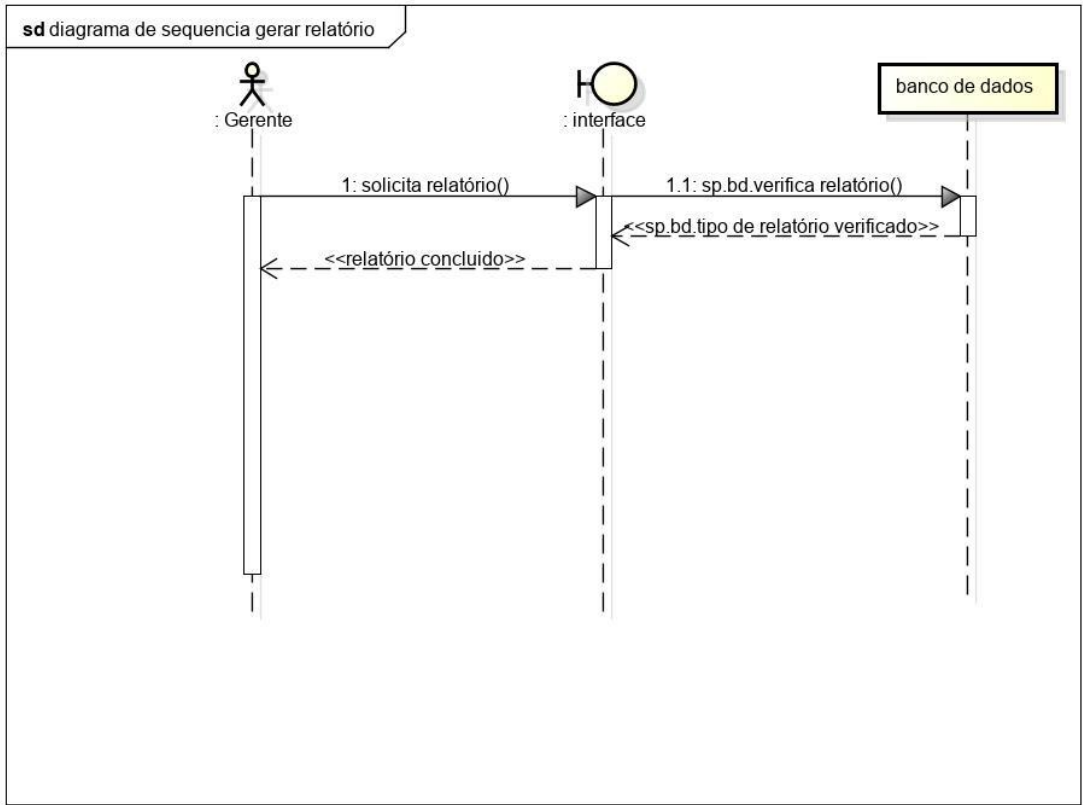 sd diagrama de sequencia gerar relatório
: Gerente
: interface
banco de dados
1: solicita relatório()
1.1: sp.bd.verifica relatório()
<<sp.bd.tipo de relatório verificado>>
<<relatório concluido>>